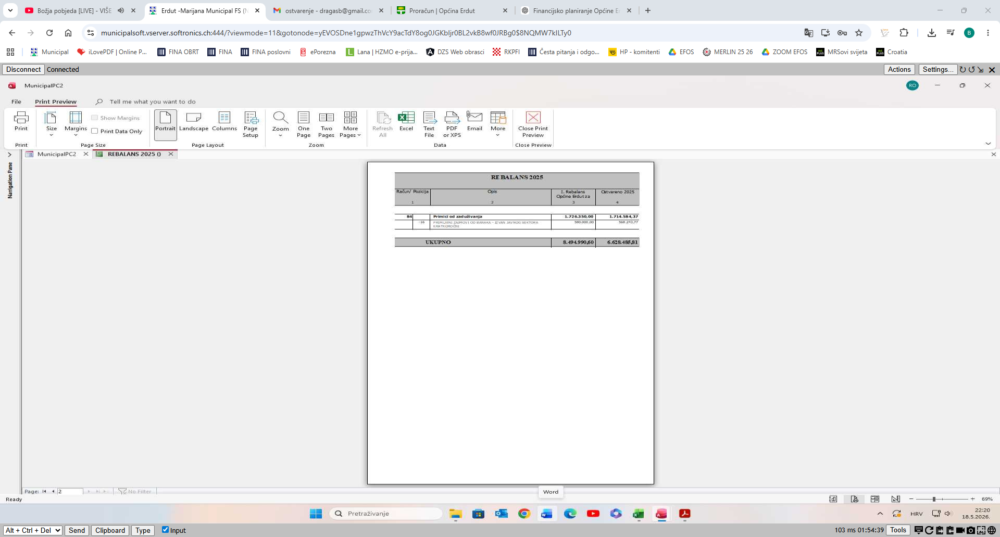 Božja pobjeda [LIVE] - VIŠE
Erdut -Marijana Municipal FS (N
ostvarenje - dragasb@gmail.co
Proračun | Općina Erdut
Financijsko planiranje Općine E
municipalsoft.vserver.softronics.ch:444/?viewmode=11&gotonode=yEVOSDne1gpwzThVcY9acTdY8og0JGKbIjr0BL2vkB8wf0JRBg0$8NQMW7kILTy0
B
Municipal
iLovePDF | Online P...
FINA OBRT
FINA
FINA poslovni
ePorezna
Lana | HZMO e-prija...
DZS Web obrasci
RKPFI
Česta pitanja i odgo...
HP - komitenti
EFOS
MERLIN 25 26
ZOOM EFOS
MRSovi svijeta
Croatia
Disconnect Connected
Actions Settings...
MunicipalPC2
RO
File Print Preview Tell me what you want to do
Print
Size
Margins
Show Margins
Print Data Only
Portrait
Landscape
Columns
Page Setup
Zoom
One Page
Two Pages
More Pages
Refresh All
Excel
Text File
PDF or XPS
Email
More
Close Print Preview
Print
Page Size
Page Layout
Zoom
Data
Close Preview
MunicipalPC2
REBALANS 2025 ()
Navigation Pane
REBALANS 2025
Račun/ Pozicija Opis I. Rebalans Ostvareno 2025
Općine Erdut za
1 2 3 4
84 Primici od zaduživanja 1.726.350,00 1.714.584,37
-16 PRIMLJENI ZAJMOVI OD BANAKA - IZVAN JAVNOG SEKTORA 580.000,00 568.243,77
KRATKOROČNI
UKUPNO 8.494.990,60 6.628.485,81
Page: 2 No Filter
Word
Ready
69%
Pretraživanje
HRV
22:20
18.5.2026.
Alt + Ctrl + Del Send Clipboard Type Input
103 ms 01:54:39 Tools